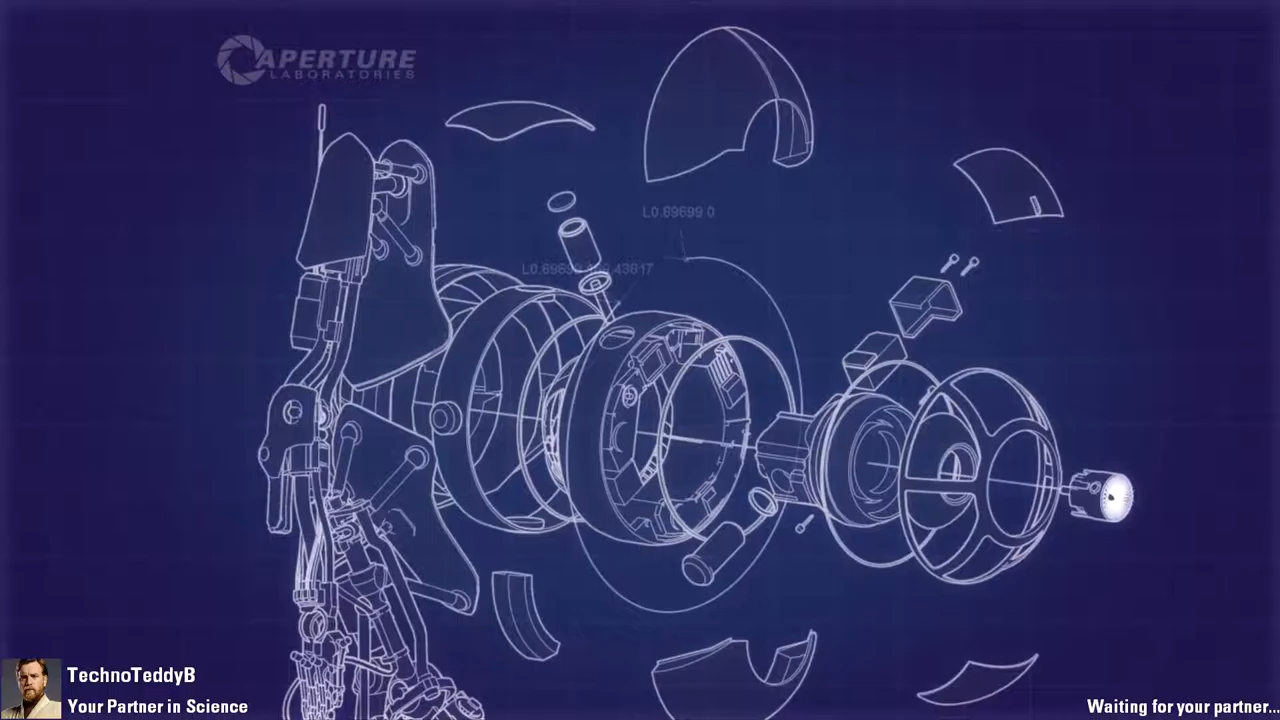 APERTURE
LABORATORIES
L0.69699 0
TechnoTeddyB
Your Partner in Science
Waiting for your partner...